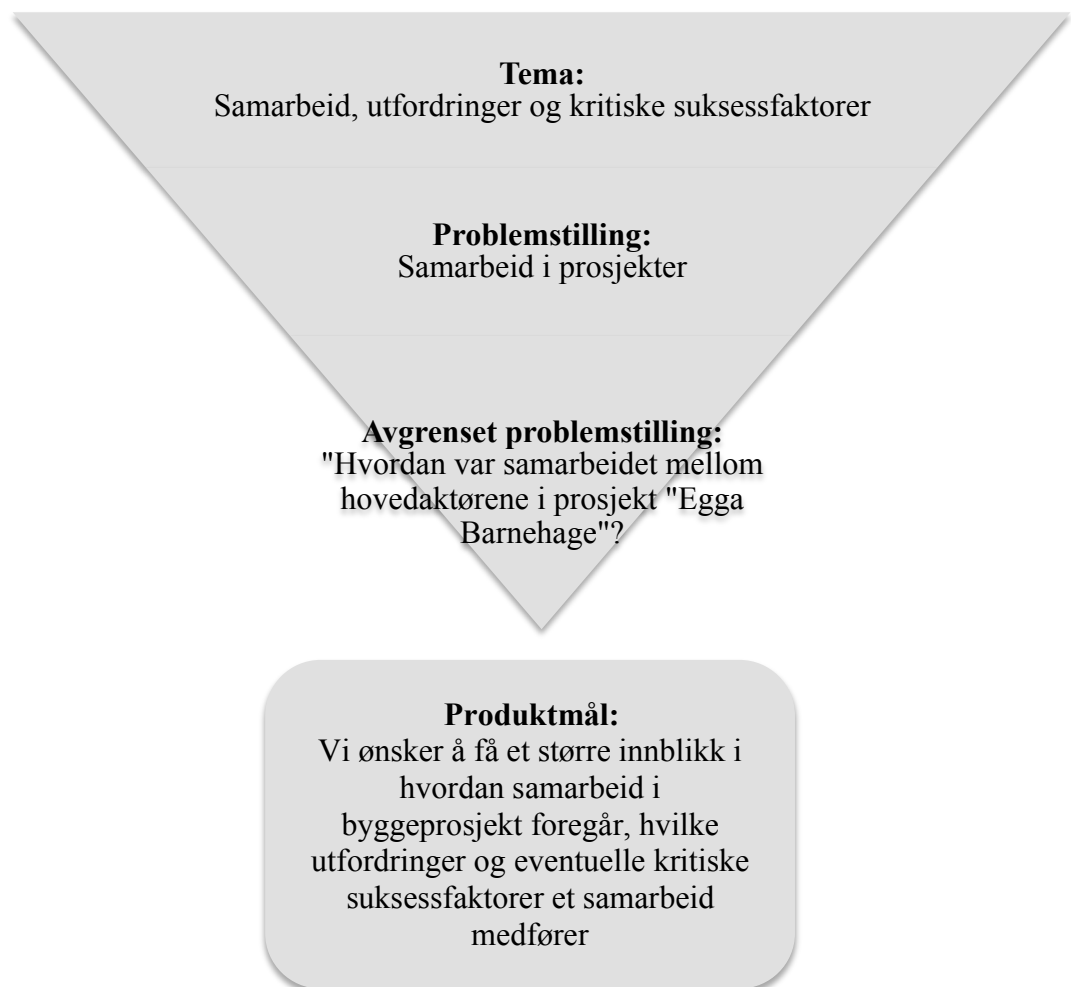 Tema:
Samarbeid, utfordringer og kritiske suksessfaktorer
Problemstilling:
Samarbeid i prosjekter
Avgrenset problemstilling:
"Hvordan var samarbeidet mellom
hovedaktørene i prosjekt "Egga
Barnehage"?
Produktmål:
Vi ønsker å få et større innblikk i
hvordan samarbeid i
byggeprosjekt foregår, hvilke
utfordringer og eventuelle kritiske
suksessfaktorer et samarbeid
medfører